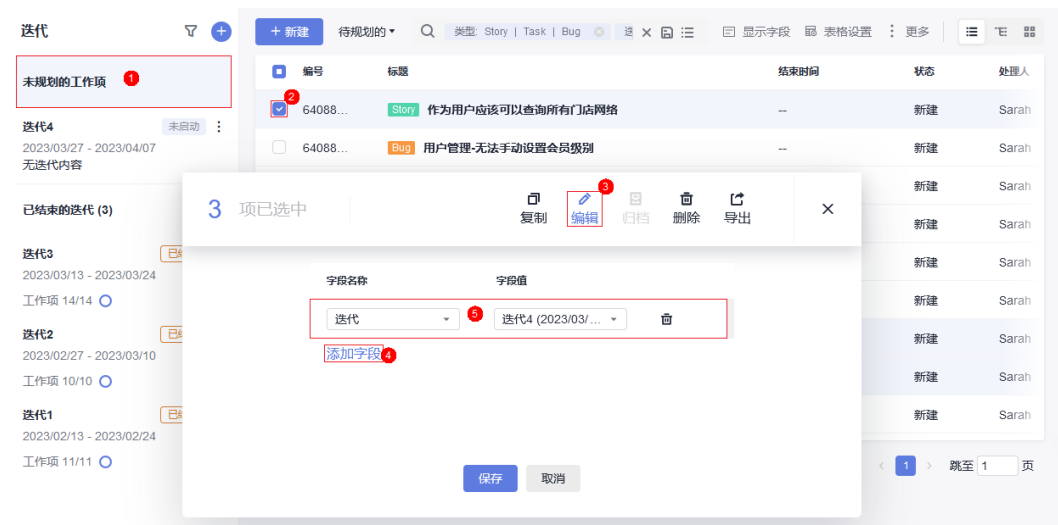 迭代
+ 新建 待规划的 类型: Story | Task | Bug 显示字段 表格设置 更多
未规划的工作项 1
编号 标题 结束时间 状态 处理人
2
64088... Story 作为用户应该可以查询所有门店网络 -- 新建 Sarah
迭代4 未启动
2023/03/27 - 2023/04/07
无迭代内容
64088... Bug 用户管理-无法手动设置会员级别 -- 新建 Sarah
新建 Sarah
已结束的迭代 (3)
3 项已选中
3
复制 编辑 归档 删除 导出
新建 Sarah
迭代3
2023/03/13 - 2023/03/24
工作项 14/14
新建 Sarah
字段名称 字段值
新建 Sarah
迭代 5 迭代4 (2023/03/...
添加字段 4
迭代2
2023/02/27 - 2023/03/10
工作项 10/10
新建 Sarah
新建 Sarah
迭代1
2023/02/13 - 2023/02/24
工作项 11/11
新建 Sarah
保存 取消
< 1 > 跳至 1 页